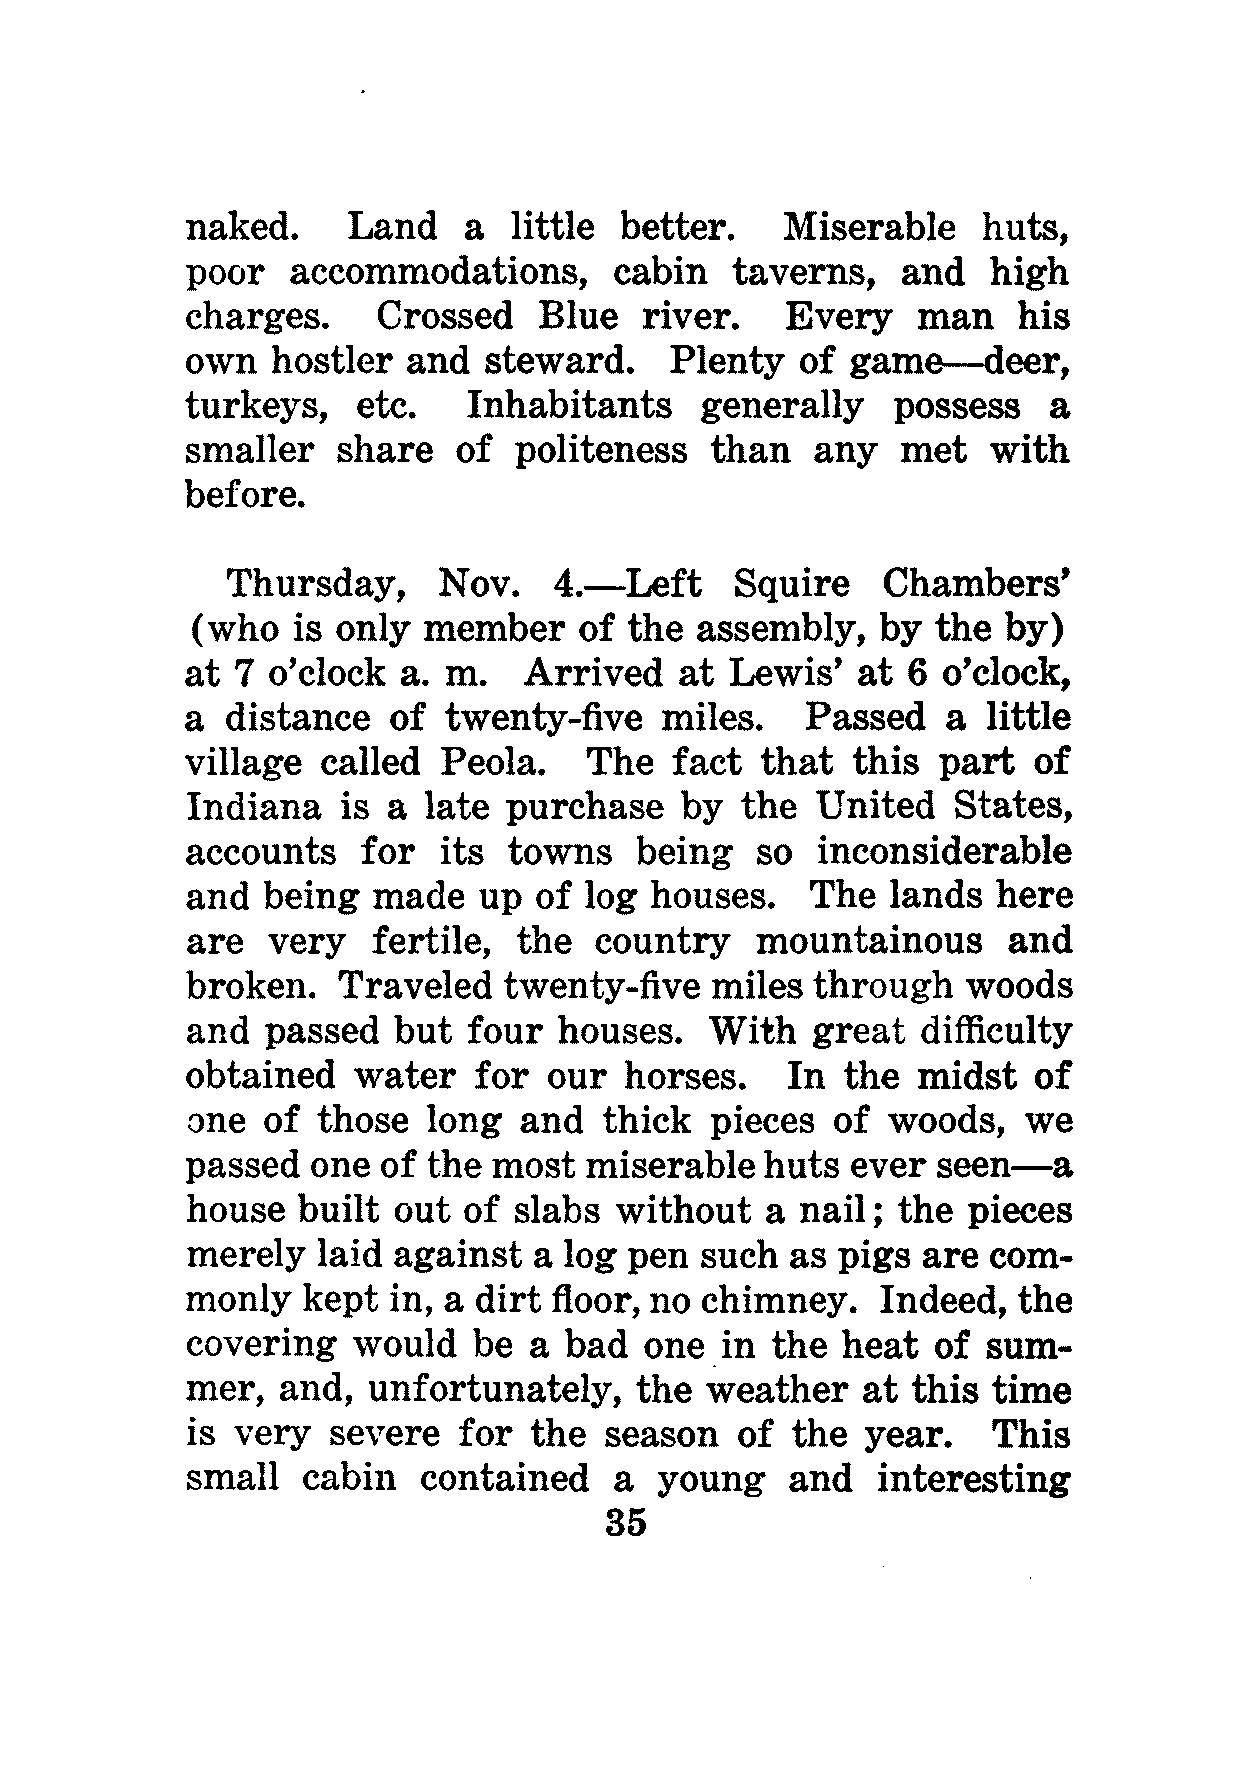 naked. Land a little better. Miserable huts,
poor accommodations, cabin taverns, and high
charges. Crossed Blue river. Every man his
own hostler and steward. Plenty of game—deer,
turkeys, etc. Inhabitants generally possess a
smaller share of politeness than any met with
before.
Thursday, Nov. 4.—Left Squire Chambers'
(who is only member of the assembly, by the by)
at 7 o'clock a. m. Arrived at Lewis' at 6 o'clock,
a distance of twenty-five miles. Passed a little
village called Peola. The fact that this part of
Indiana is a late purchase by the United States,
accounts for its towns being so inconsiderable
and being made up of log houses. The lands here
are very fertile, the country mountainous and
broken. Traveled twenty-five miles through woods
and passed but four houses. With great difficulty
obtained water for our horses. In the midst of
one of those long and thick pieces of woods, we
passed one of the most miserable huts ever seen—a
house built out of slabs without a nail; the pieces
merely laid against a log pen such as pigs are com-
monly kept in, a dirt floor, no chimney. Indeed, the
covering would be a bad one in the heat of sum-
mer, and, unfortunately, the weather at this time
is very severe for the season of the year. This
small cabin contained a young and interesting
35